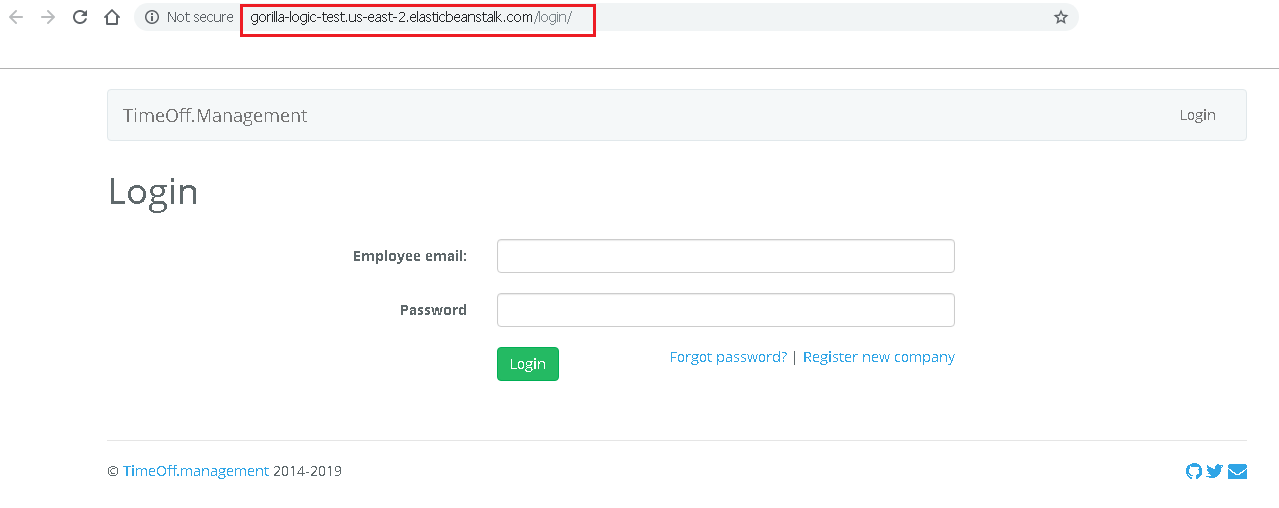 Not secure gorilla-logic-test.us-east-2.elasticbeanstalk.com/login/
TimeOff.Management Login
Login
Employee email:
Password
Login Forgot password? | Register new company
© TimeOff.management 2014-2019